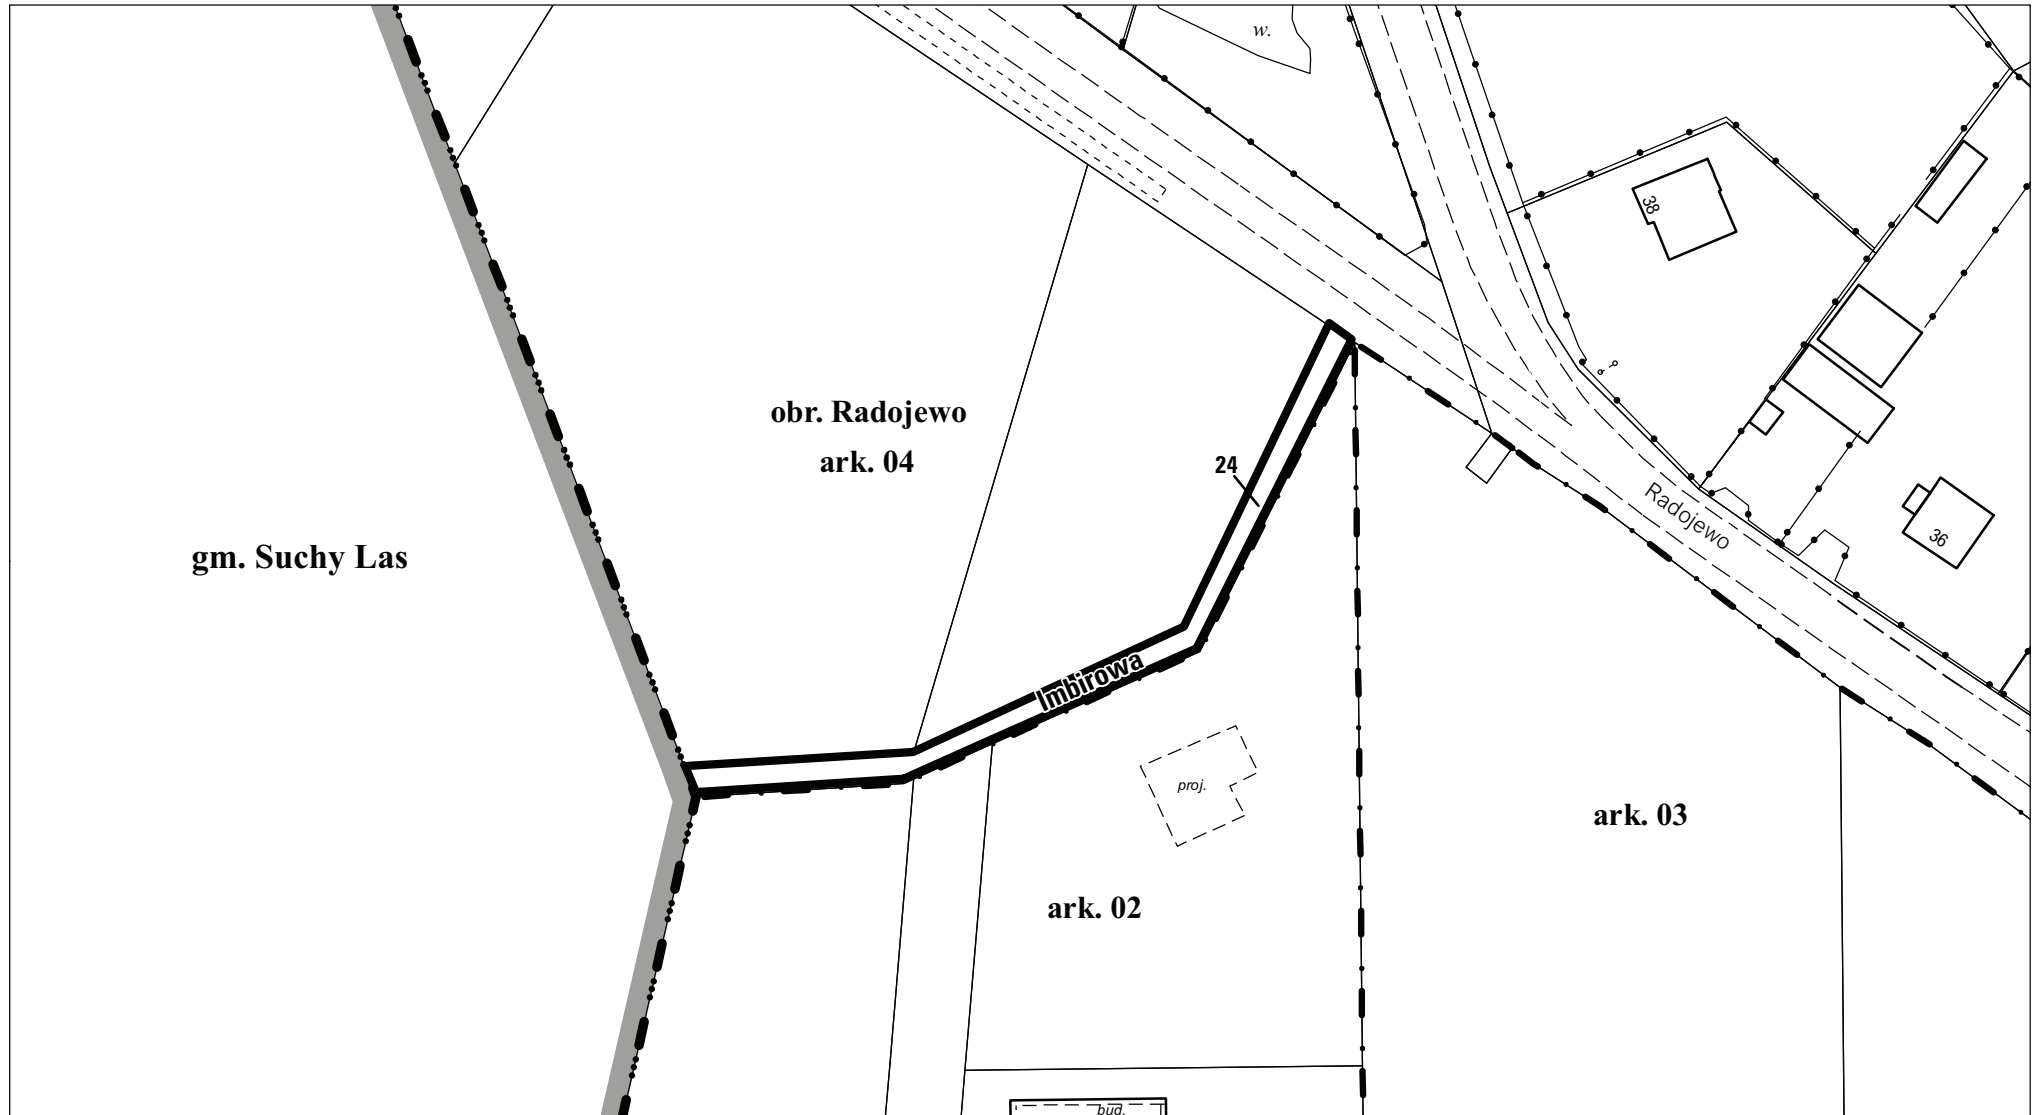 w.
38
obr. Radojewo
ark. 04
24
Radojewo
36
gm. Suchy Las
Imbirowa
proj.
ark. 03
ark. 02
bud.